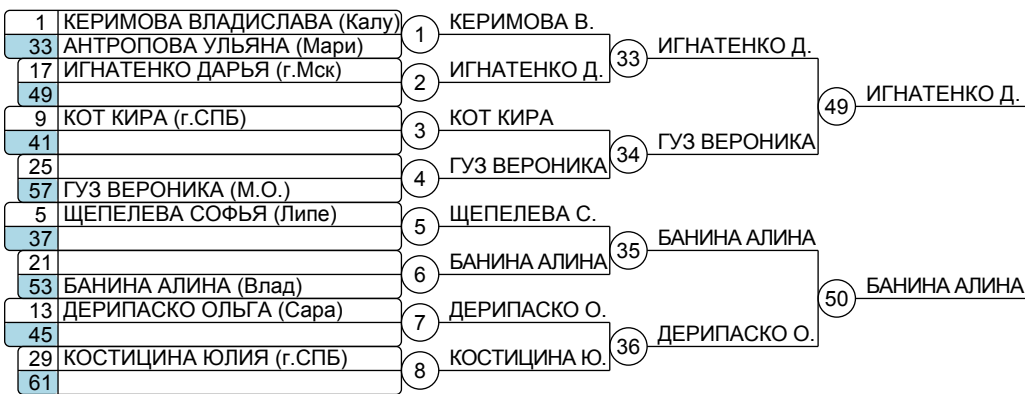 1 КЕРИМОВА ВЛАДИСЛАВА (Калу) 1 КЕРИМОВА В.
33 АНТРОПОВА УЛЬЯНА (Мари) 33 ИГНАТЕНКО Д.
17 ИГНАТЕНКО ДАРЬЯ (г.Мск) 2 ИГНАТЕНКО Д.
49 49 ИГНАТЕНКО Д.
9 КОТ КИРА (г.СПБ) 3 КОТ КИРА
41 34 ГУЗ ВЕРОНИКА
25 4 ГУЗ ВЕРОНИКА
57 ГУЗ ВЕРОНИКА (М.О.)
5 ЩЕПЕЛЕВА СОФЬЯ (Липе) 5 ЩЕПЕЛЕВА С.
37 35 БАНИНА АЛИНА
21 6 БАНИНА АЛИНА
53 БАНИНА АЛИНА (Влад) 50 БАНИНА АЛИНА
13 ДЕРИПАСКО ОЛЬГА (Сара) 7 ДЕРИПАСКО О.
45 36 ДЕРИПАСКО О.
29 КОСТИЦИНА ЮЛИЯ (г.СПБ) 8 КОСТИЦИНА Ю.
61